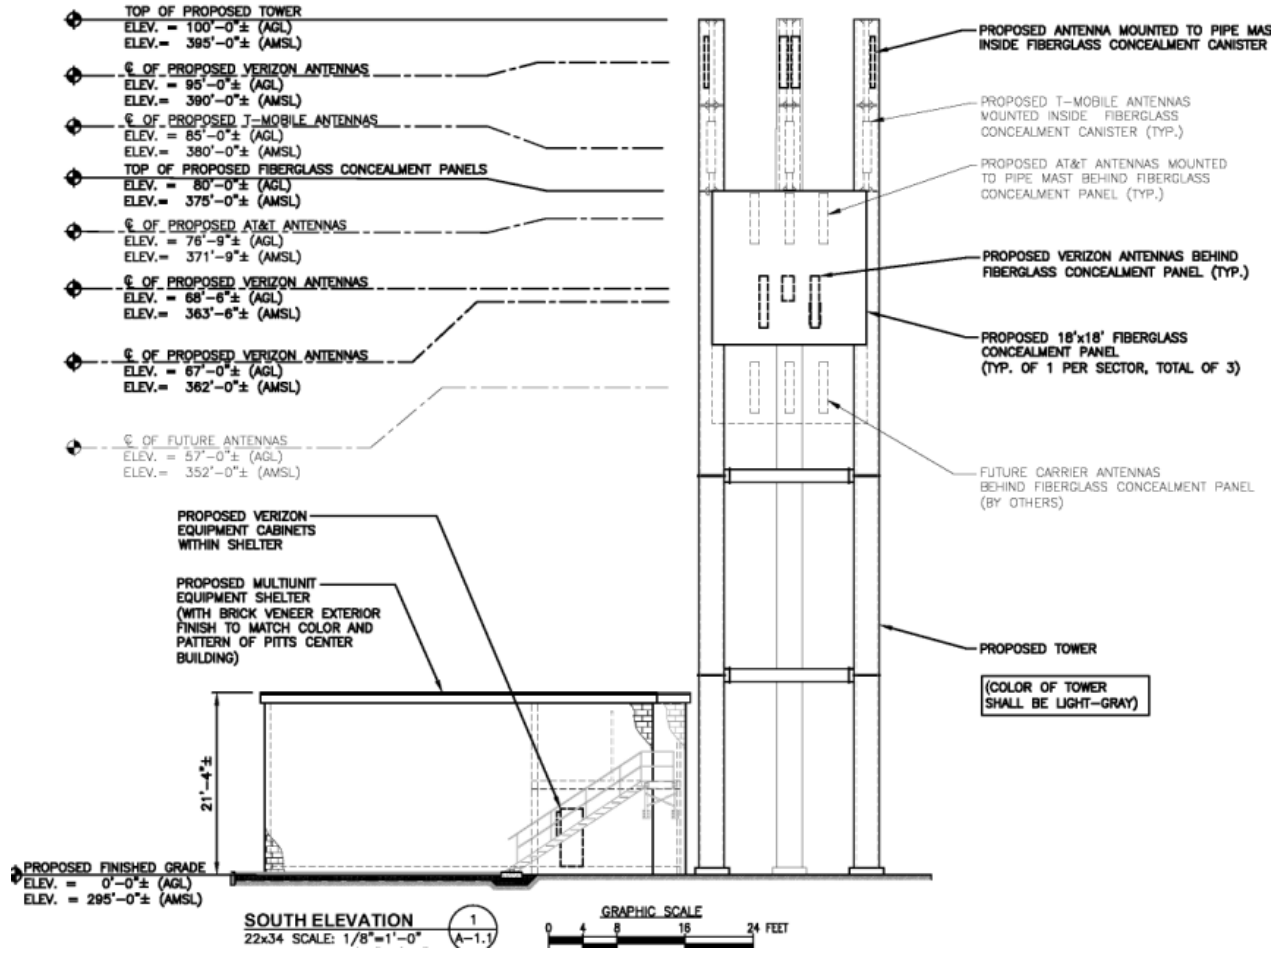 TOP OF PROPOSED TOWER
ELEV. = 100'-0"± (AGL)
ELEV.= 395'-0"± (AMSL)
℄ OF PROPOSED VERIZON ANTENNAS
ELEV. = 95'-0"± (AGL)
ELEV.= 390'-0"± (AMSL)
℄ OF PROPOSED T-MOBILE ANTENNAS
ELEV. = 85'-0"± (AGL)
ELEV.= 380'-0"± (AMSL)
TOP OF PROPOSED FIBERGLASS CONCEALMENT PANELS
ELEV. = 80'-0"± (AGL)
ELEV.= 375'-0"± (AMSL)
℄ OF PROPOSED AT&T ANTENNAS
ELEV. = 76'-9"± (AGL)
ELEV.= 371'-9"± (AMSL)
℄ OF PROPOSED VERIZON ANTENNAS
ELEV. = 68'-6"± (AGL)
ELEV.= 363'-6"± (AMSL)
℄ OF PROPOSED VERIZON ANTENNAS
ELEV. = 67'-0"± (AGL)
ELEV.= 362'-0"± (AMSL)
℄ OF FUTURE ANTENNAS
ELEV. = 57'-0"± (AGL)
ELEV.= 352'-0"± (AMSL)
PROPOSED VERIZON
EQUIPMENT CABINETS
WITHIN SHELTER
PROPOSED MULTIUNIT
EQUIPMENT SHELTER
(WITH BRICK VENEER EXTERIOR
FINISH TO MATCH COLOR AND
PATTERN OF PITTS CENTER
BUILDING)
21'-4"±
PROPOSED FINISHED GRADE
ELEV. = 0'-0"± (AGL)
ELEV. = 295'-0"± (AMSL)
PROPOSED ANTENNA MOUNTED TO PIPE MAS
INSIDE FIBERGLASS CONCEALMENT CANISTER
PROPOSED T-MOBILE ANTENNAS
MOUNTED INSIDE FIBERGLASS
CONCEALMENT CANISTER (TYP.)
PROPOSED AT&T ANTENNAS MOUNTED
TO PIPE MAST BEHIND FIBERGLASS
CONCEALMENT PANEL (TYP.)
PROPOSED VERIZON ANTENNAS BEHIND
FIBERGLASS CONCEALMENT PANEL (TYP.)
PROPOSED 18'x18' FIBERGLASS
CONCEALMENT PANEL
(TYP. OF 1 PER SECTOR, TOTAL OF 3)
FUTURE CARRIER ANTENNAS
BEHIND FIBERGLASS CONCEALMENT PANEL
(BY OTHERS)
PROPOSED TOWER
(COLOR OF TOWER
SHALL BE LIGHT-GRAY)
SOUTH ELEVATION
22x34 SCALE: 1/8"=1'-0"
1
A-1.1
GRAPHIC SCALE
0 4 8 16 24 FEET